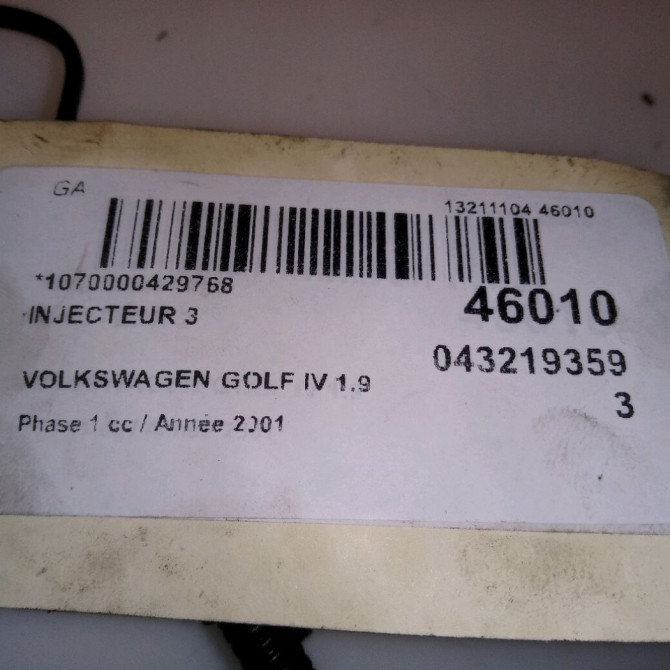 GA
13211104 46010
*1070000429768
46010
INJECTEUR 3
043219359
3
VOLKSWAGEN GOLF IV 1.9
Phase 1 cc / Année 2001